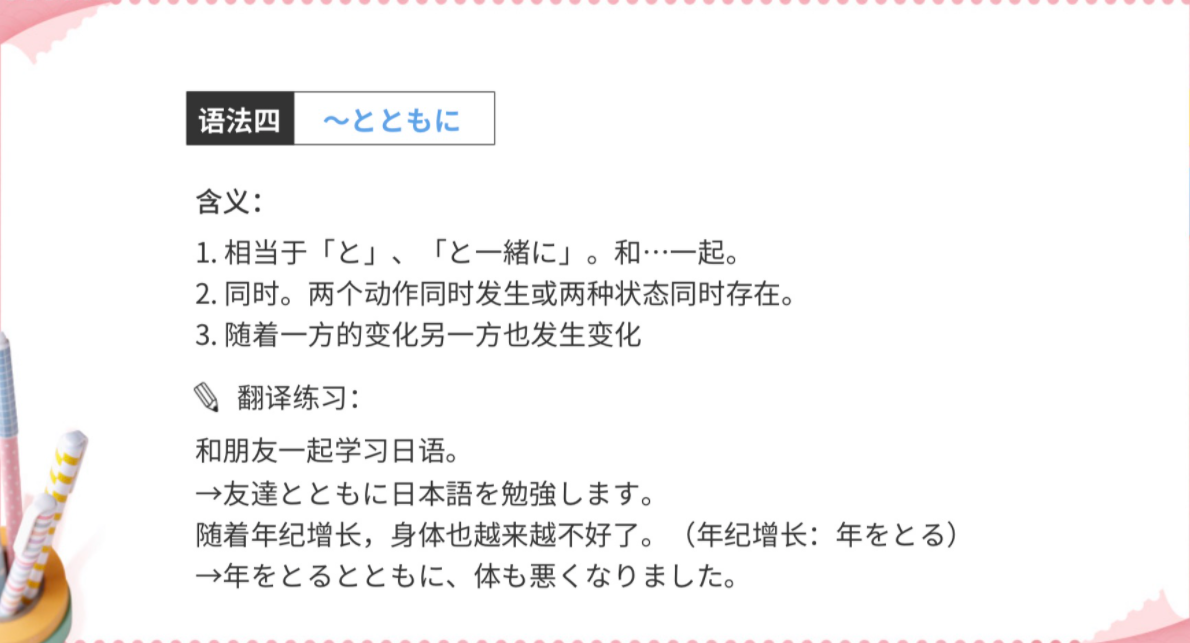 语法四 ～とともに
含义：
1. 相当于「と」、「と一緒に」。和…一起。
2. 同时。两个动作同时发生或两种状态同时存在。
3. 随着一方的变化另一方也发生变化
翻译练习：
和朋友一起学习日语。
→友達とともに日本語を勉強します。
随着年纪增长，身体也越来越不好了。（年纪增长：年をとる）
→年をとるとともに、体も悪くなりました。